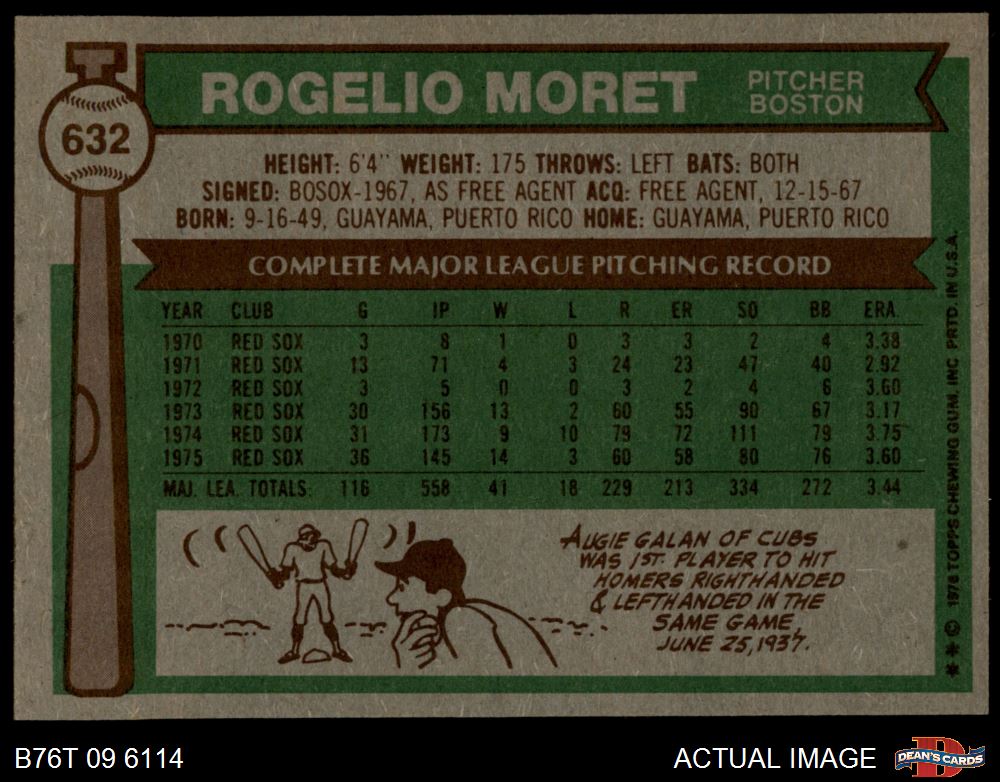 632
ROGELIO MORET
PITCHER
BOSTON
HEIGHT: 6'4" WEIGHT: 175 THROWS: LEFT BATS: BOTH
SIGNED: BOSOX-1967, AS FREE AGENT ACQ: FREE AGENT, 12-15-67
BORN: 9-16-49, GUAYAMA, PUERTO RICO HOME: GUAYAMA, PUERTO RICO
COMPLETE MAJOR LEAGUE PITCHING RECORD
YEAR CLUB G IP W L R ER SO BB ERA
1970 RED SOX 3 8 1 0 3 3 2 4 3.38
1971 RED SOX 13 71 4 3 24 23 47 40 2.92
1972 RED SOX 3 5 0 0 3 2 4 6 3.60
1973 RED SOX 30 156 13 2 60 55 90 67 3.17
1974 RED SOX 31 173 9 10 79 72 111 79 3.75
1975 RED SOX 36 145 14 3 60 58 80 76 3.60
MAJ. LEA. TOTALS 116 558 41 18 229 213 334 272 3.44
AUGIE GALAN OF CUBS
WAS 1ST. PLAYER TO HIT
HOMERS RIGHTHANDED
& LEFTHANDED IN THE
SAME GAME,
JUNE 25, 1937.
** © 1976 TOPPS CHEWING GUM, INC PRTD. IN U.S.A.
B76T 09 6114
ACTUAL IMAGE
D
DEAN'S CARDS